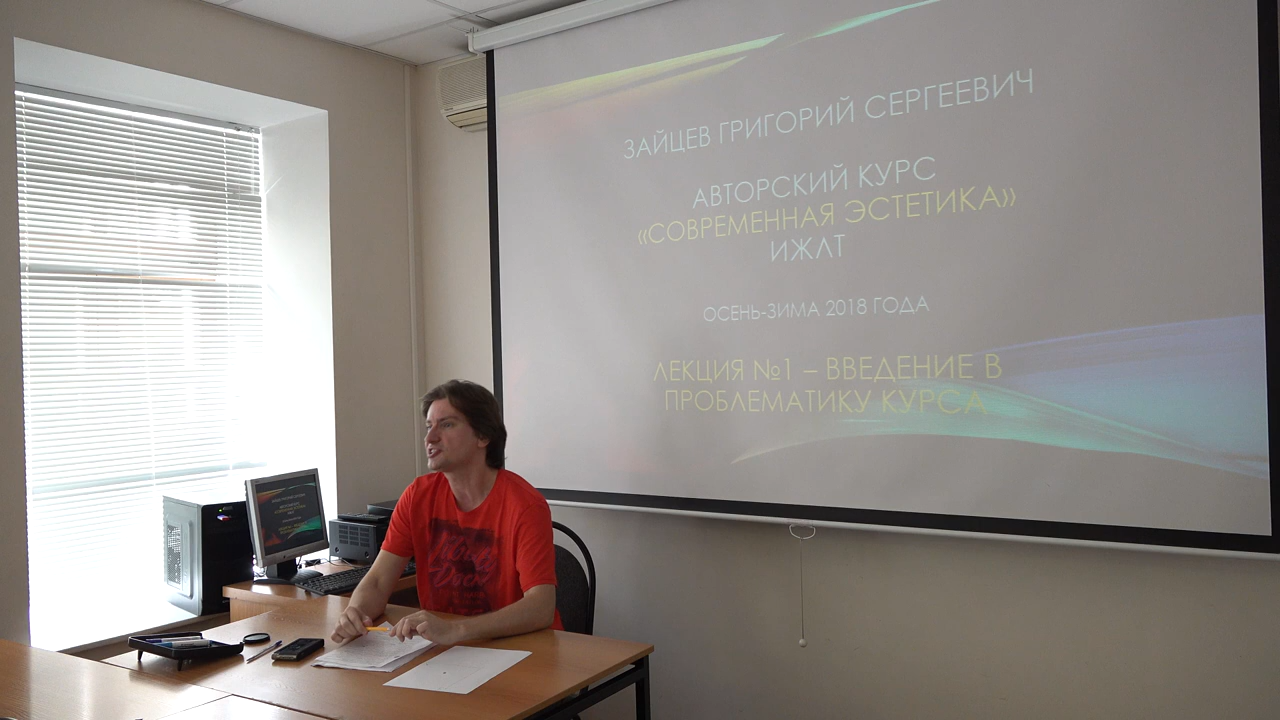 ЗАЙЦЕВ ГРИГОРИЙ СЕРГЕЕВИЧ
АВТОРСКИЙ КУРС
«СОВРЕМЕННАЯ ЭСТЕТИКА»
ИЖЛТ
ОСЕНЬ-ЗИМА 2018 ГОДА
ЛЕКЦИЯ №1 – ВВЕДЕНИЕ В
ПРОБЛЕМАТИКУ КУРСА